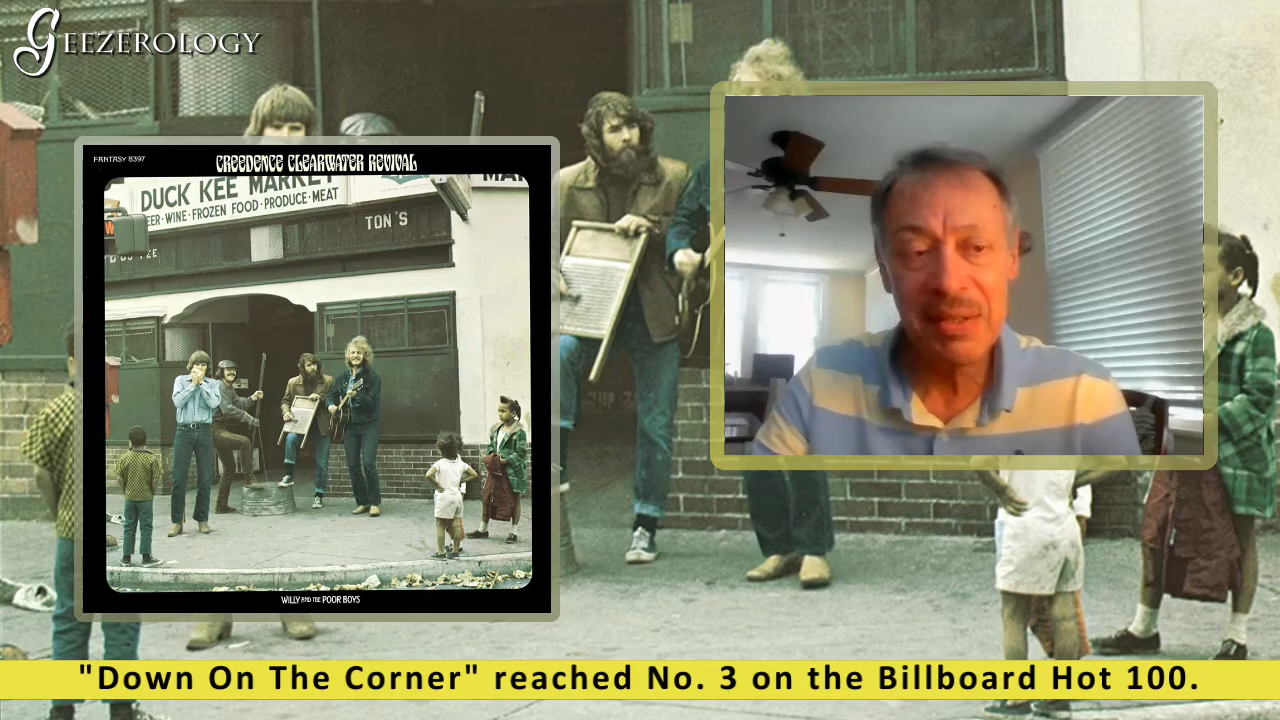 GEEZEROLOGY
FANTASY 8397
CREEDENCE CLEARWATER REVIVAL
DUCK KEE MARKET
BEER · WINE · FROZEN FOOD · PRODUCE · MEAT
TON'S
WILLY AND THE POOR BOYS
"Down On The Corner" reached No. 3 on the Billboard Hot 100.